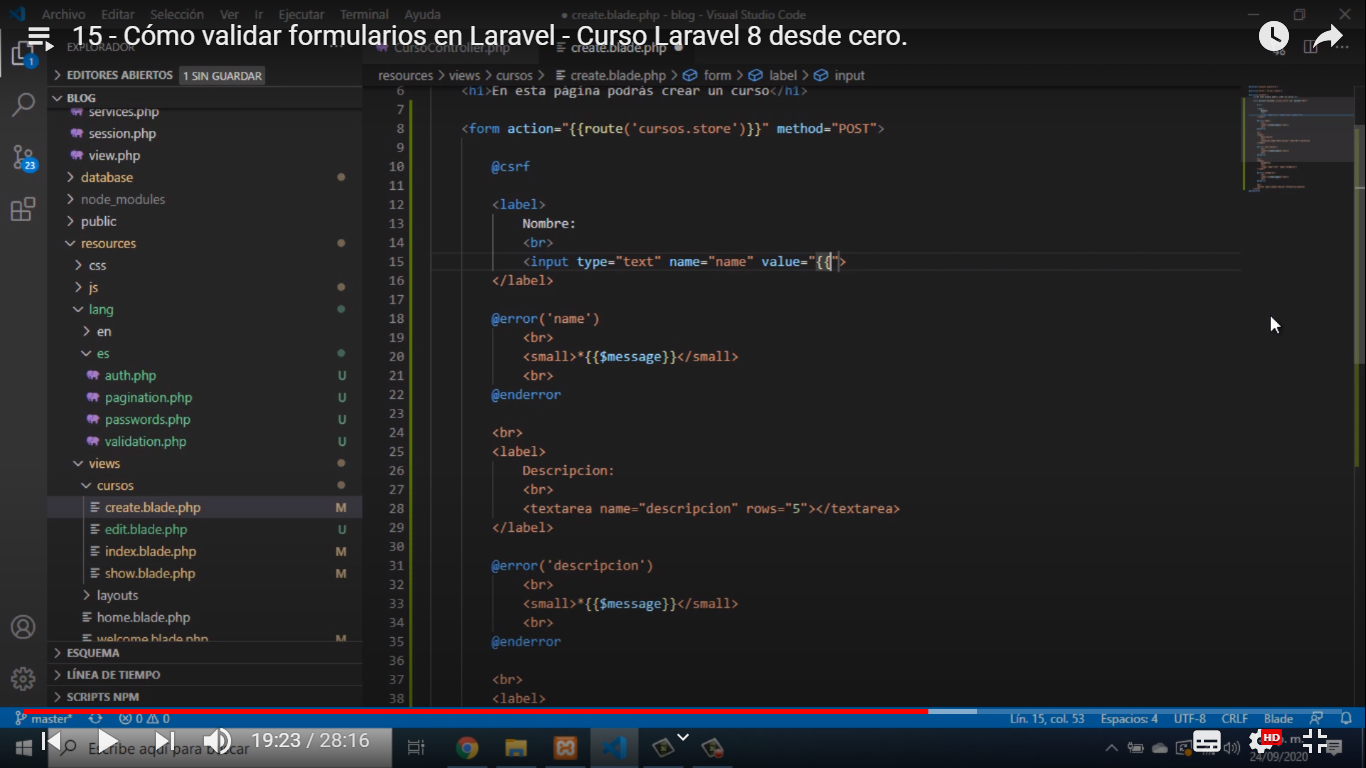 Archivo Editar Selección Ver Ir Ejecutar Terminal Ayuda
● create.blade.php - blog - Visual Studio Code
15 - Cómo validar formularios en Laravel - Curso Laravel 8 desde cero.
EXPLORADOR
CursoController.php
create.blade.php ●
1
EDITORES ABIERTOS 1 SIN GUARDAR
resources > views > cursos > create.blade.php > form > label > input
BLOG
services.php
session.php
view.php
database
node_modules
public
resources
css
js
lang
en
es
auth.php U
pagination.php U
passwords.php U
validation.php U
views
cursos
create.blade.php M
edit.blade.php U
index.blade.php M
show.blade.php M
layouts
home.blade.php
welcome.blade.php M
ESQUEMA
LÍNEA DE TIEMPO
SCRIPTS NPM
23
6 <h1>En esta página podrás crear un curso</h1>
7
8 <form action="{{route('cursos.store')}}" method="POST">
9
10 @csrf
11
12 <label>
13 Nombre:
14 <br>
15 <input type="text" name="name" value="{{">
16 </label>
17
18 @error('name')
19 <br>
20 <small>*{{$message}}</small>
21 <br>
22 @enderror
23
24 <br>
25 <label>
26 Descripcion:
27 <br>
28 <textarea name="descripcion" rows="5"></textarea>
29 </label>
30
31 @error('descripcion')
32 <br>
33 <small>*{{$message}}</small>
34 <br>
35 @enderror
36
37 <br>
38 <label>
master* 0 0
Lín. 15, col. 53 Espacios: 4 UTF-8 CRLF Blade
19:23 / 28:16
Escribe aquí para buscar
HD
24/09/2020